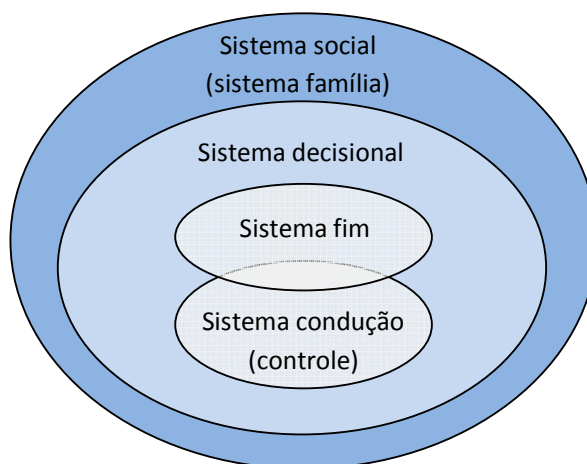 Sistema social
(sistema família)
Sistema decisional
Sistema fim
Sistema condução
(controle)